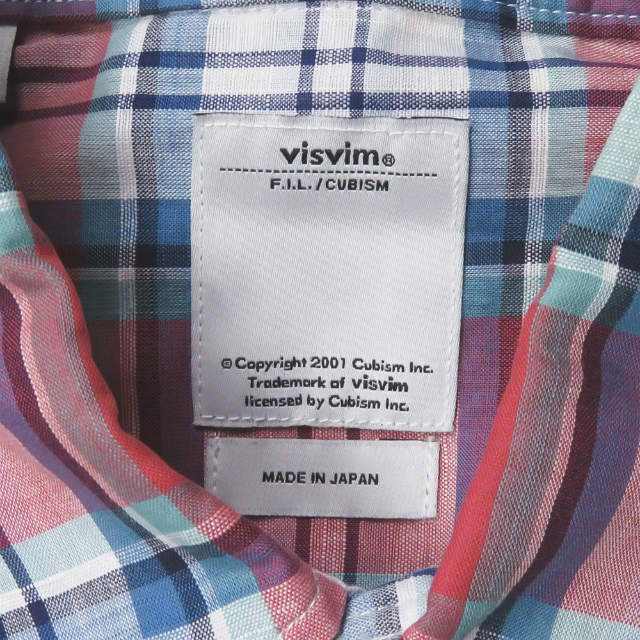 visvim®
F.I.L. / CUBISM
© Copyright 2001 Cubism Inc.
Trademark of visvim
licensed by Cubism Inc.
MADE IN JAPAN